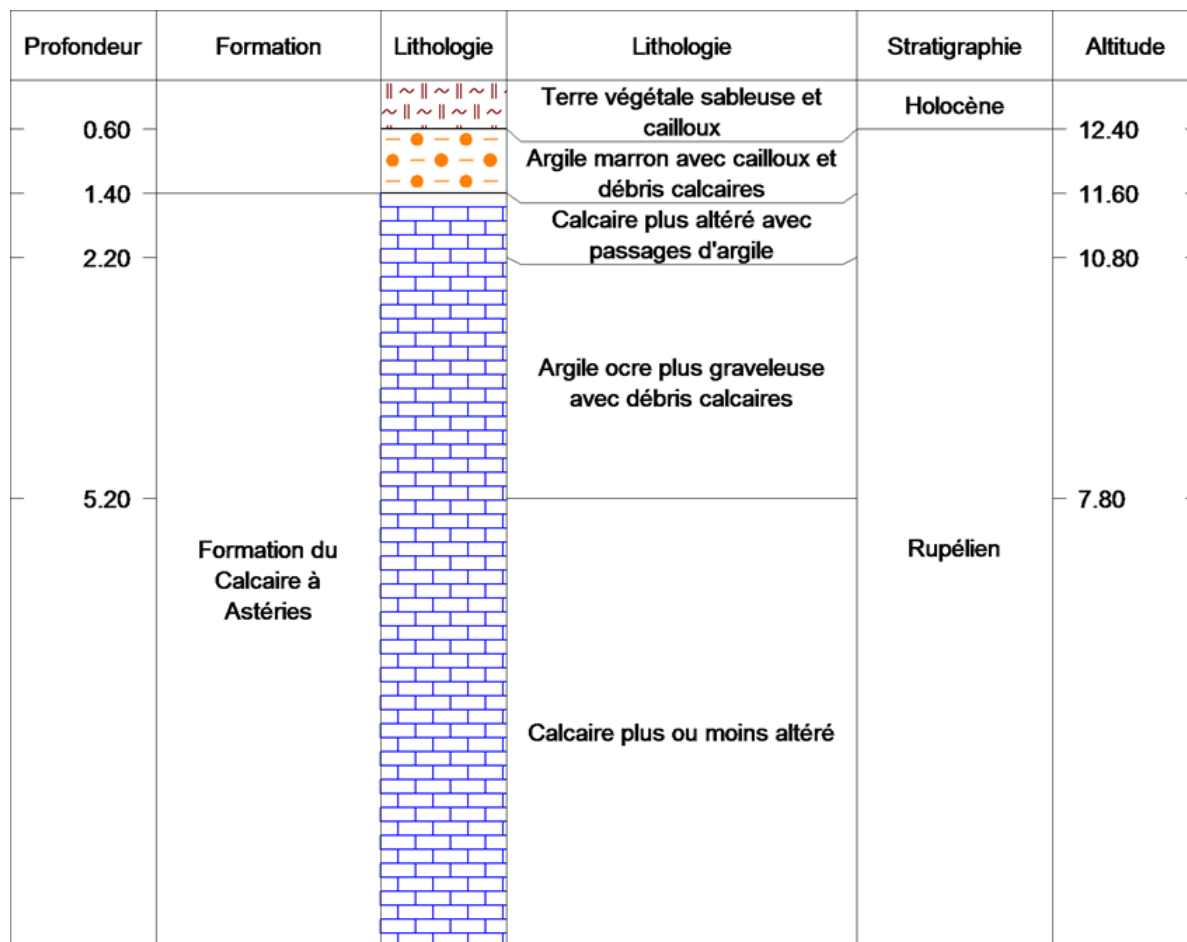 Profondeur Formation Lithologie Lithologie Stratigraphie Altitude
Terre végétale sableuse et
cailloux
Holocène
0.60 12.40
Argile marron avec cailloux et
débris calcaires
1.40 11.60
Calcaire plus altéré avec
passages d'argile
2.20 10.80
Argile ocre plus graveleuse
avec débris calcaires
5.20 7.80
Formation du
Calcaire à
Astéries
Rupélien
Calcaire plus ou moins altéré